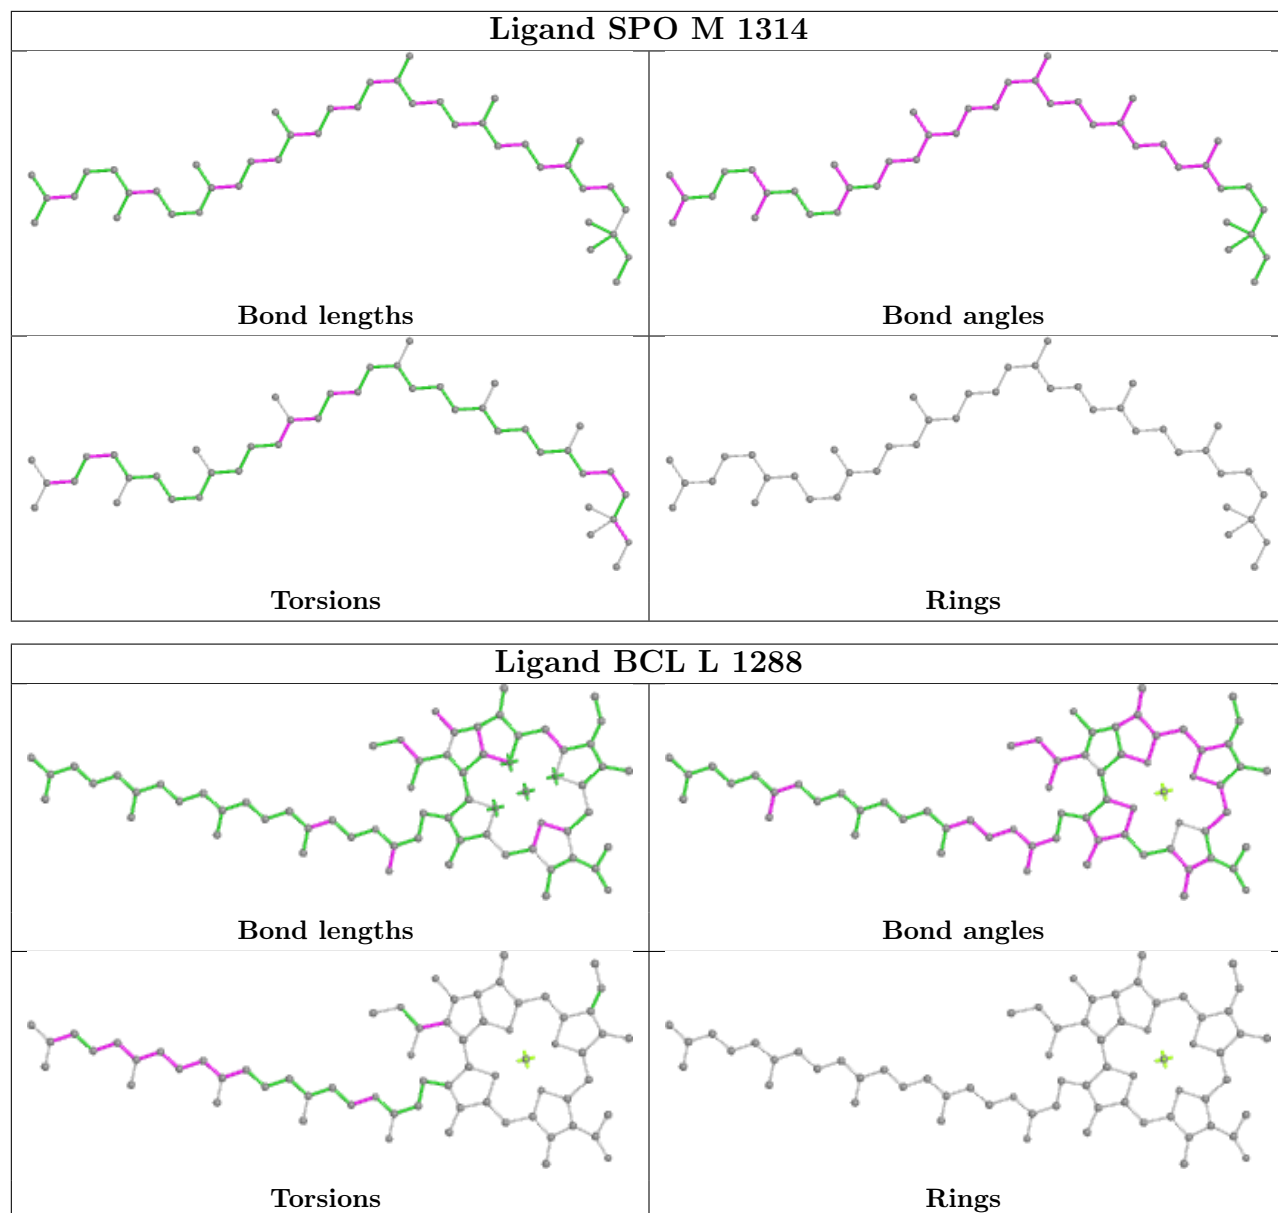 Ligand SPO M 1314
Bond lengths
Bond angles
Torsions
Rings
Ligand BCL L 1288
Bond lengths
Bond angles
Torsions
Rings